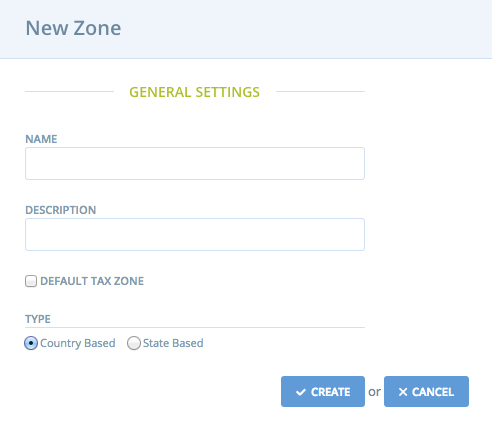 New Zone
GENERAL SETTINGS
NAME
DESCRIPTION
DEFAULT TAX ZONE
TYPE
Country Based State Based
CREATE or CANCEL